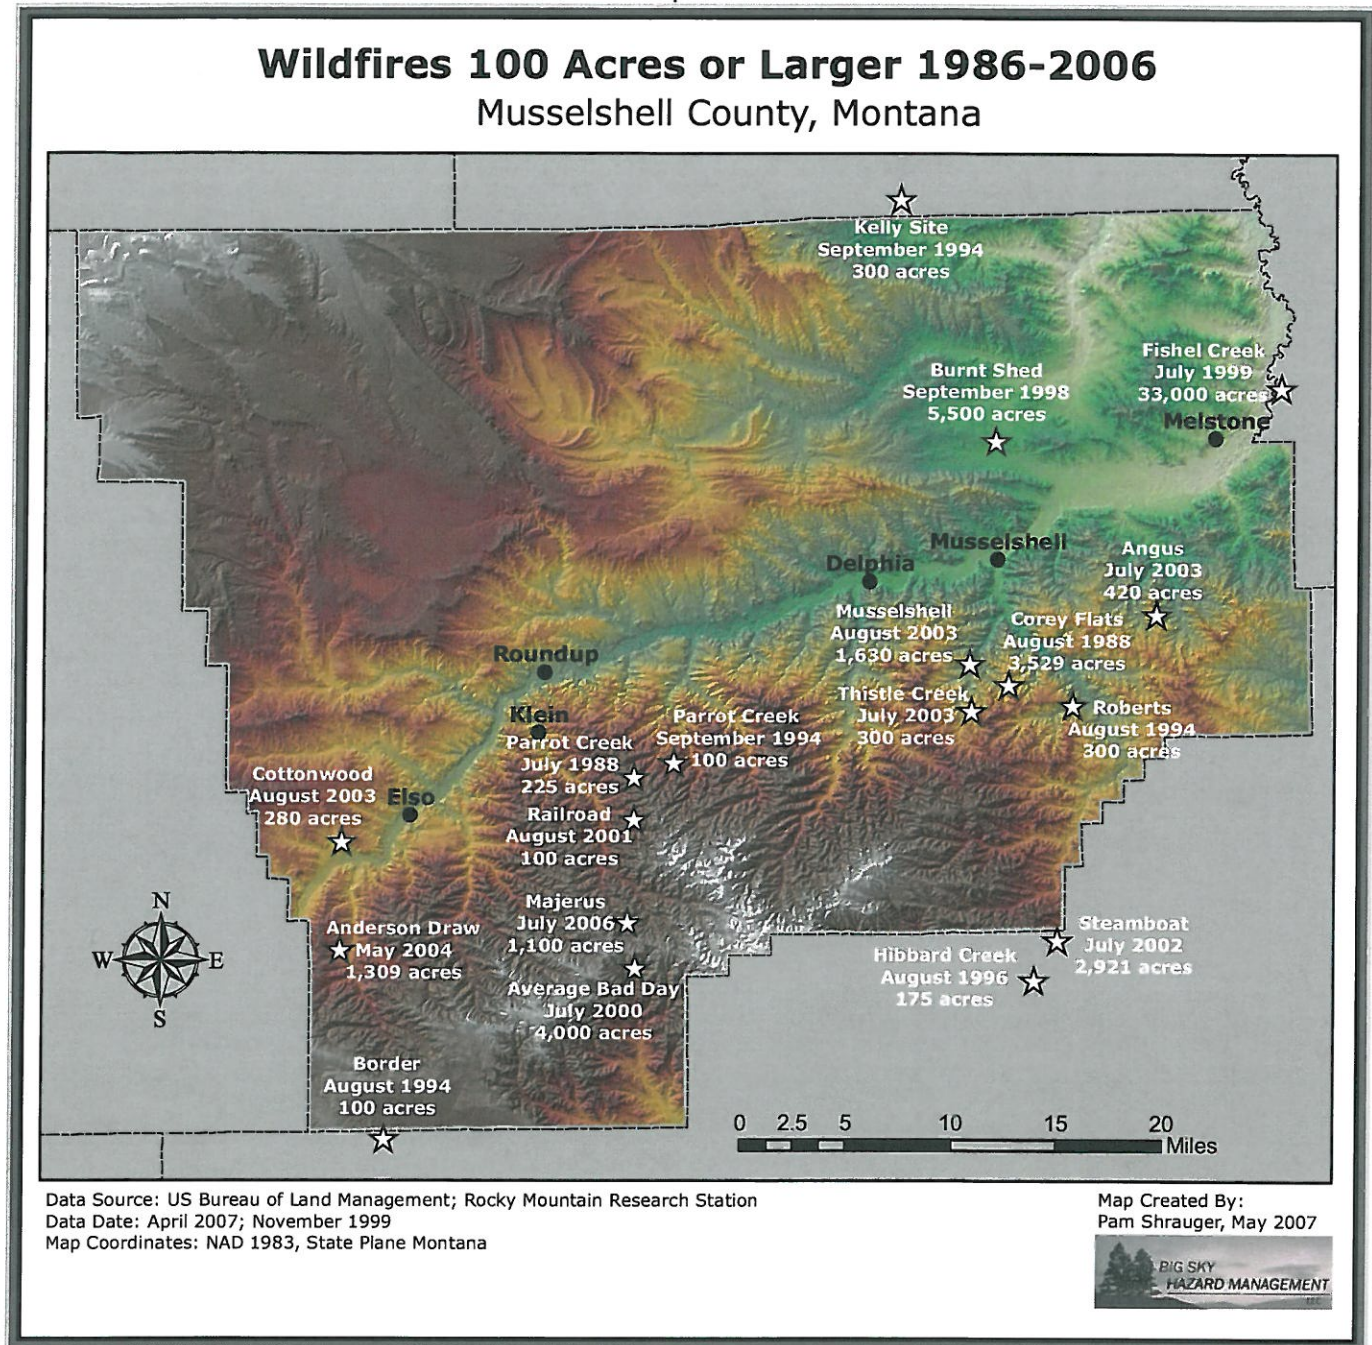 Wildfires 100 Acres or Larger 1986-2006
Musselshell County, Montana
Kelly Site
September 1994
300 acres
Fishel Creek
July 1999
33,000 acres
Burnt Shed
September 1998
5,500 acres
Melstone
Musselshell
Delphia
Angus
July 2003
420 acres
Musselshell
August 2003
1,630 acres
Corey Flats
August 1988
3,529 acres
Roundup
Thistle Creek
July 2003
300 acres
Roberts
August 1994
300 acres
Klein
Parrot Creek
September 1994
100 acres
Parrot Creek
July 1988
225 acres
Cottonwood
August 2003
280 acres
Elso
Railroad
August 2001
100 acres
Majerus
July 2006
1,100 acres
N
W E
S
Anderson Draw
May 2004
1,309 acres
Steamboat
July 2002
2,921 acres
Hibbard Creek
August 1996
175 acres
Average Bad Day
July 2000
4,000 acres
Border
August 1994
100 acres
0 2.5 5 10 15 20
Miles
Data Source: US Bureau of Land Management; Rocky Mountain Research Station
Data Date: April 2007; November 1999
Map Coordinates: NAD 1983, State Plane Montana
Map Created By:
Pam Shrauger, May 2007
BIG SKY
HAZARD MANAGEMENT